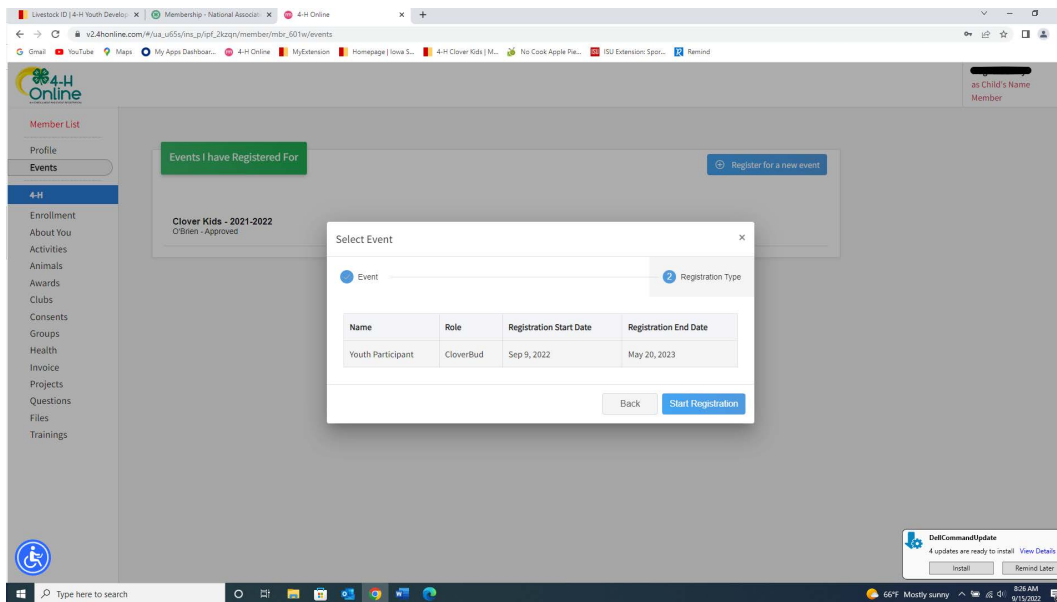 Livestock ID | 4-H Youth Develop
Membership - National Associati
4-H Online
v2.4honline.com/#/ua_u65s/ins_p/ipf_2kzqn/member/mbr_601w/events
Gmail YouTube Maps My Apps Dashboar... 4-H Online MyExtension Homepage | Iowa S... 4-H Clover Kids | M... No Cook Apple Pie... ISU Extension: Spor... Remind
4-H
Online
as Child's Name
Member
Member List
Profile
Events
4-H
Enrollment
About You
Activities
Animals
Awards
Clubs
Consents
Groups
Health
Invoice
Projects
Questions
Files
Trainings
Events I have Registered For
Register for a new event
Clover Kids - 2021-2022
O'Brien - Approved
Select Event ×
Event
2 Registration Type
Name Role Registration Start Date Registration End Date
Youth Participant CloverBud Sep 9, 2022 May 20, 2023
Back Start Registration
DellCommandUpdate
4 updates are ready to install View Details
Install Remind Later
Type here to search
66°F Mostly sunny
8:26 AM
9/15/2022